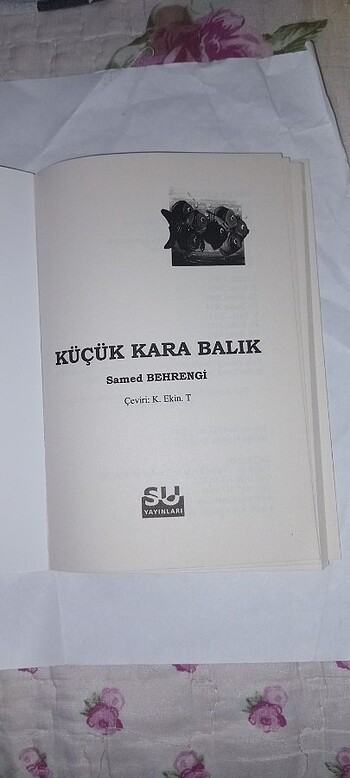 KÜÇÜK KARA BALIK
Samed BEHRENGİ
Çeviri: K. Ekin. T
SU
YAYINLARI